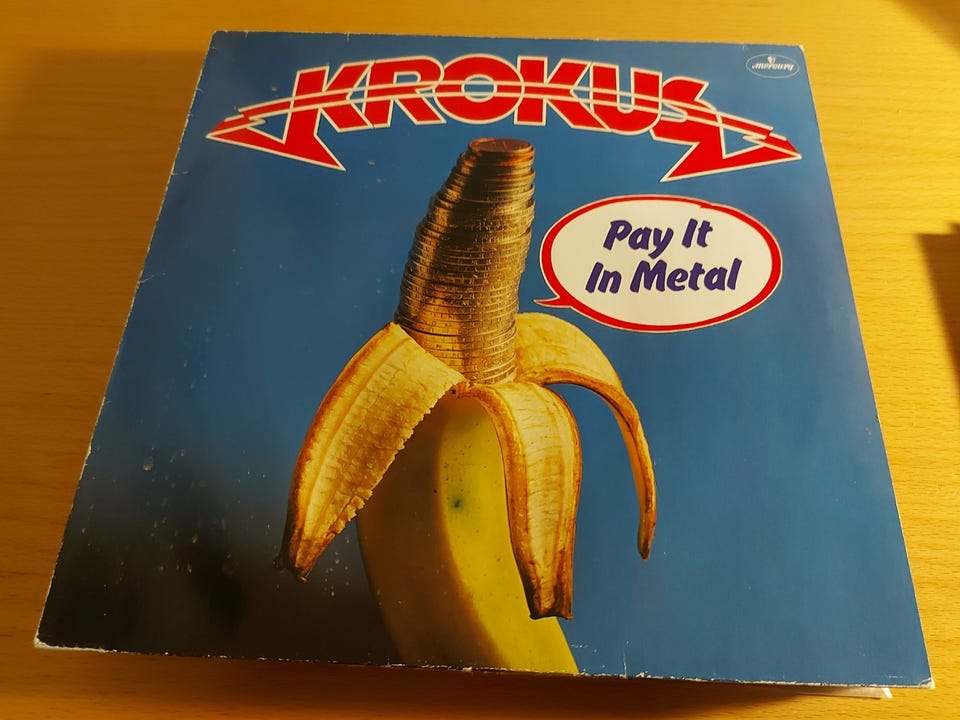 KROKUS
mercury
Pay It
In Metal